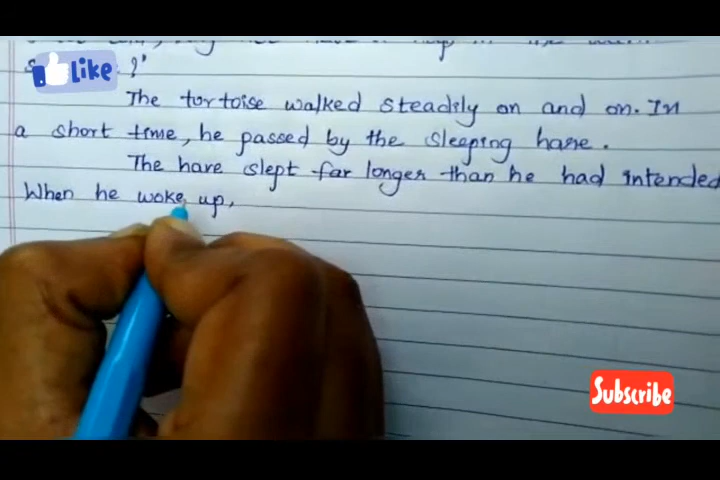 Like
?"
The tortoise walked steadily on and on. In
a short time, he passed by the sleeping hare.
The hare slept far longer than he had intended
When he woke up,
Subscribe